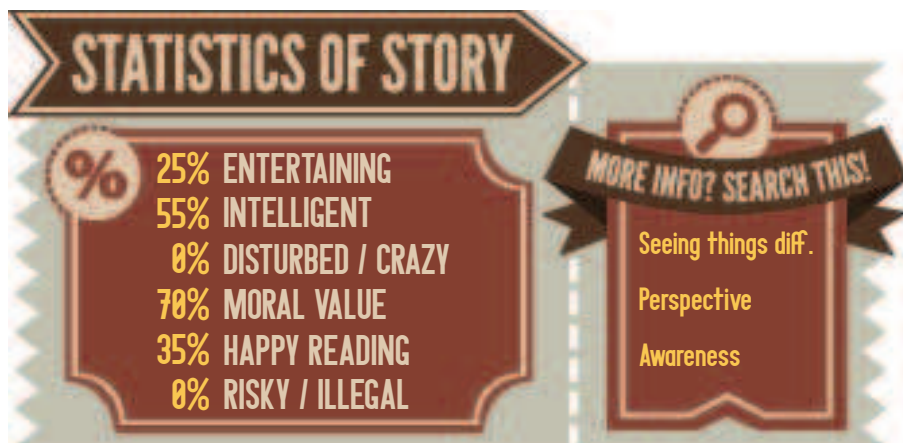 STATISTICS OF STORY
%
25% ENTERTAINING
55% INTELLIGENT
0% DISTURBED / CRAZY
70% MORAL VALUE
35% HAPPY READING
0% RISKY / ILLEGAL
MORE INFO? SEARCH THIS!
Seeing things diff.
Perspective
Awareness